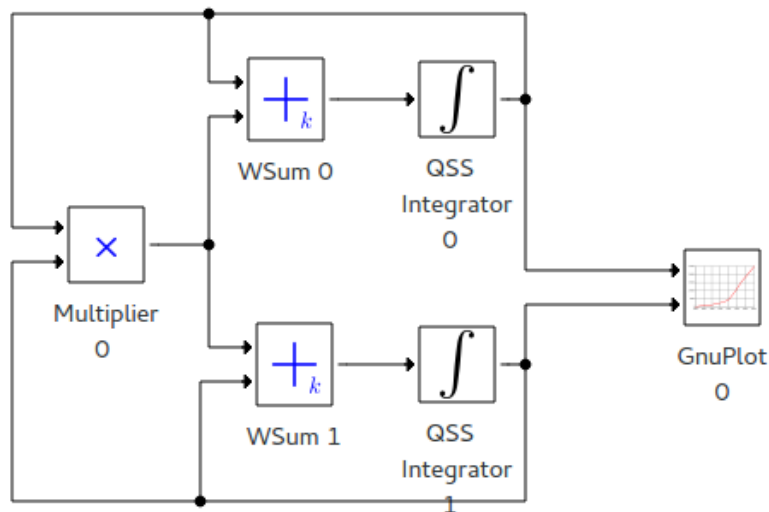 k
WSum 0
∫
QSS
Integrator
0
×
Multiplier
0
k
WSum 1
∫
QSS
Integrator
1
GnuPlot
0